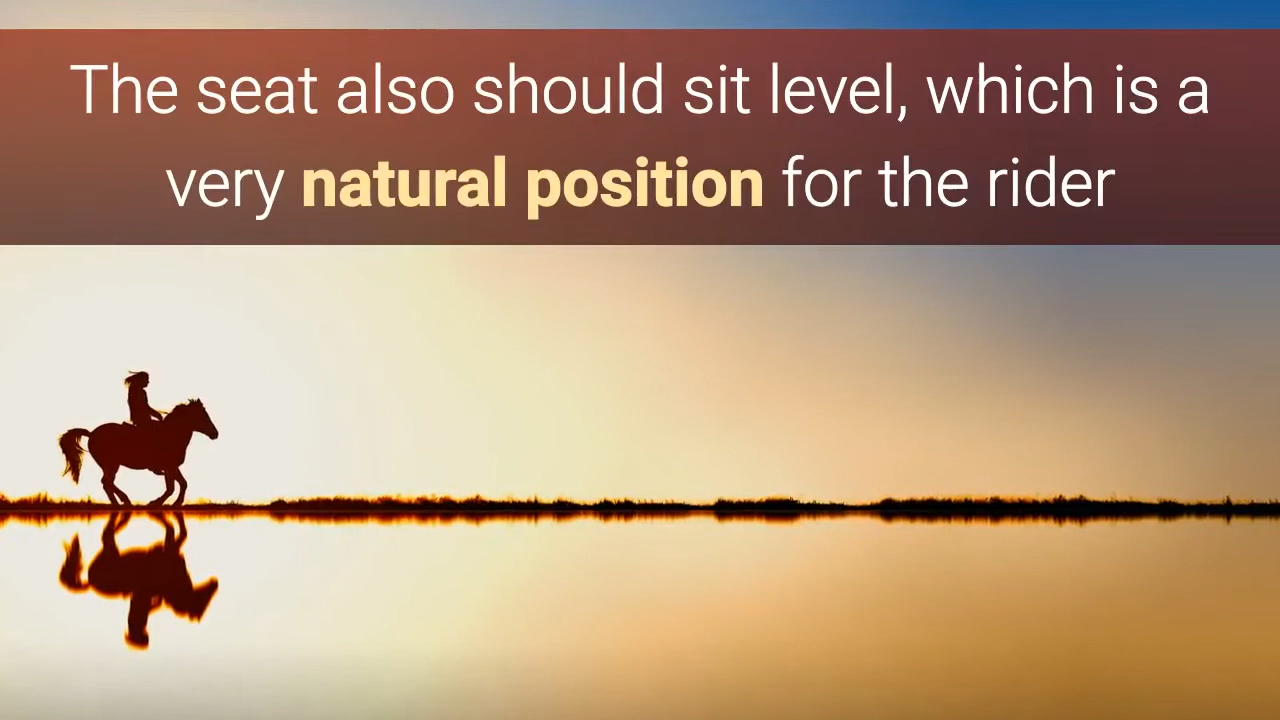 The seat also should sit level, which is a
very natural position for the rider